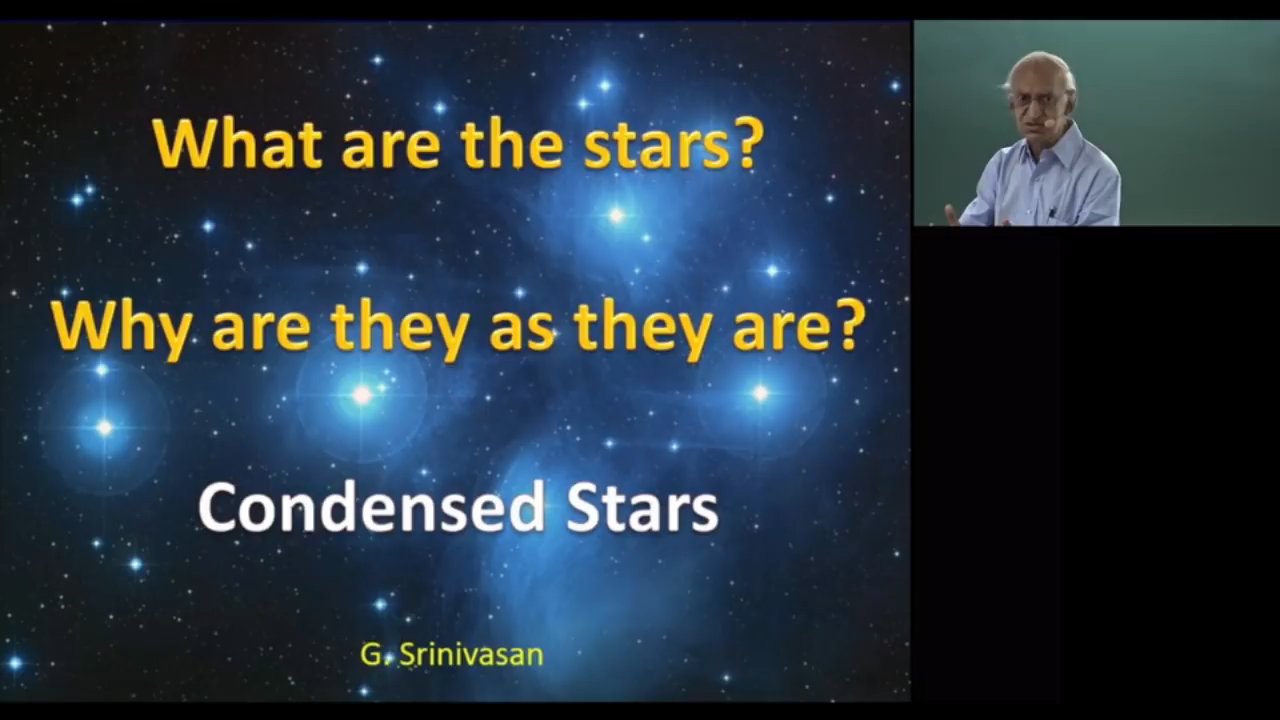 What are the stars?
Why are they as they are?
Condensed Stars
G. Srinivasan